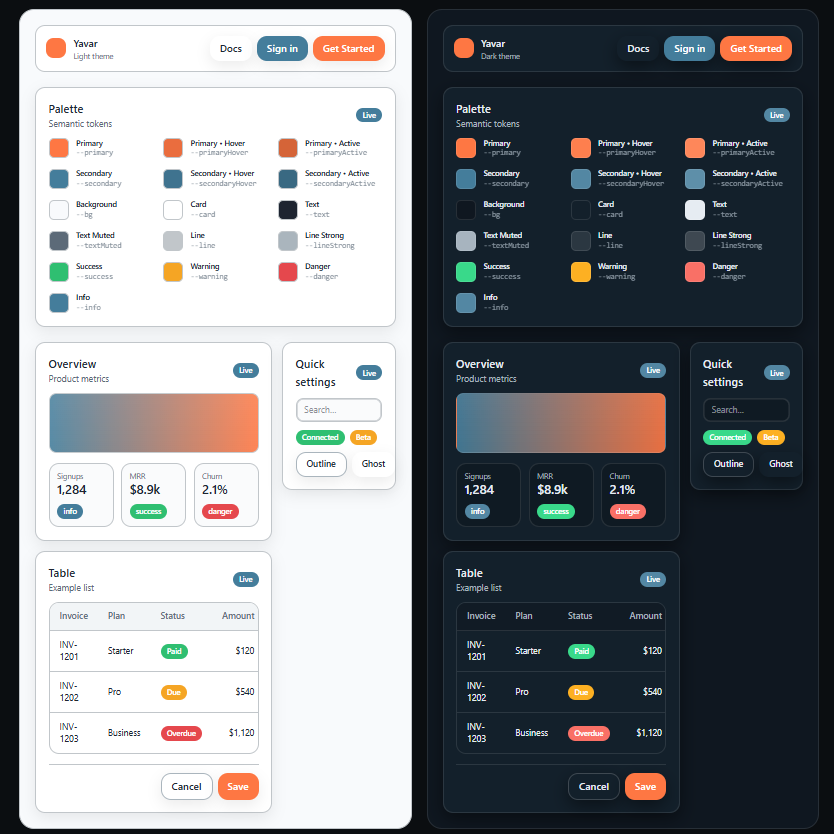 Yavar
Light theme
Docs
Sign in
Get Started
Palette
Semantic tokens
Live
Primary
--primary
Primary • Hover
--primaryHover
Primary • Active
--primaryActive
Secondary
--secondary
Secondary • Hover
--secondaryHover
Secondary • Active
--secondaryActive
Background
--bg
Card
--card
Text
--text
Text Muted
--textMuted
Line
--line
Line Strong
--lineStrong
Success
--success
Warning
--warning
Danger
--danger
Info
--info
Overview
Product metrics
Live
Signups
1,284
info
MRR
$8.9k
success
Churn
2.1%
danger
Quick
settings
Live
Search...
Connected
Beta
Outline
Ghost
Table
Example list
Live
Invoice Plan Status Amount
INV-
1201
Starter
Paid
$120
INV-
1202
Pro
Due
$540
INV-
1203
Business
Overdue
$1,120
Cancel
Save
Yavar
Dark theme
Docs
Sign in
Get Started
Palette
Semantic tokens
Live
Primary
--primary
Primary • Hover
--primaryHover
Primary • Active
--primaryActive
Secondary
--secondary
Secondary • Hover
--secondaryHover
Secondary • Active
--secondaryActive
Background
--bg
Card
--card
Text
--text
Text Muted
--textMuted
Line
--line
Line Strong
--lineStrong
Success
--success
Warning
--warning
Danger
--danger
Info
--info
Overview
Product metrics
Live
Signups
1,284
info
MRR
$8.9k
success
Churn
2.1%
danger
Quick
settings
Live
Search...
Connected
Beta
Outline
Ghost
Table
Example list
Live
Invoice Plan Status Amount
INV-
1201
Starter
Paid
$120
INV-
1202
Pro
Due
$540
INV-
1203
Business
Overdue
$1,120
Cancel
Save